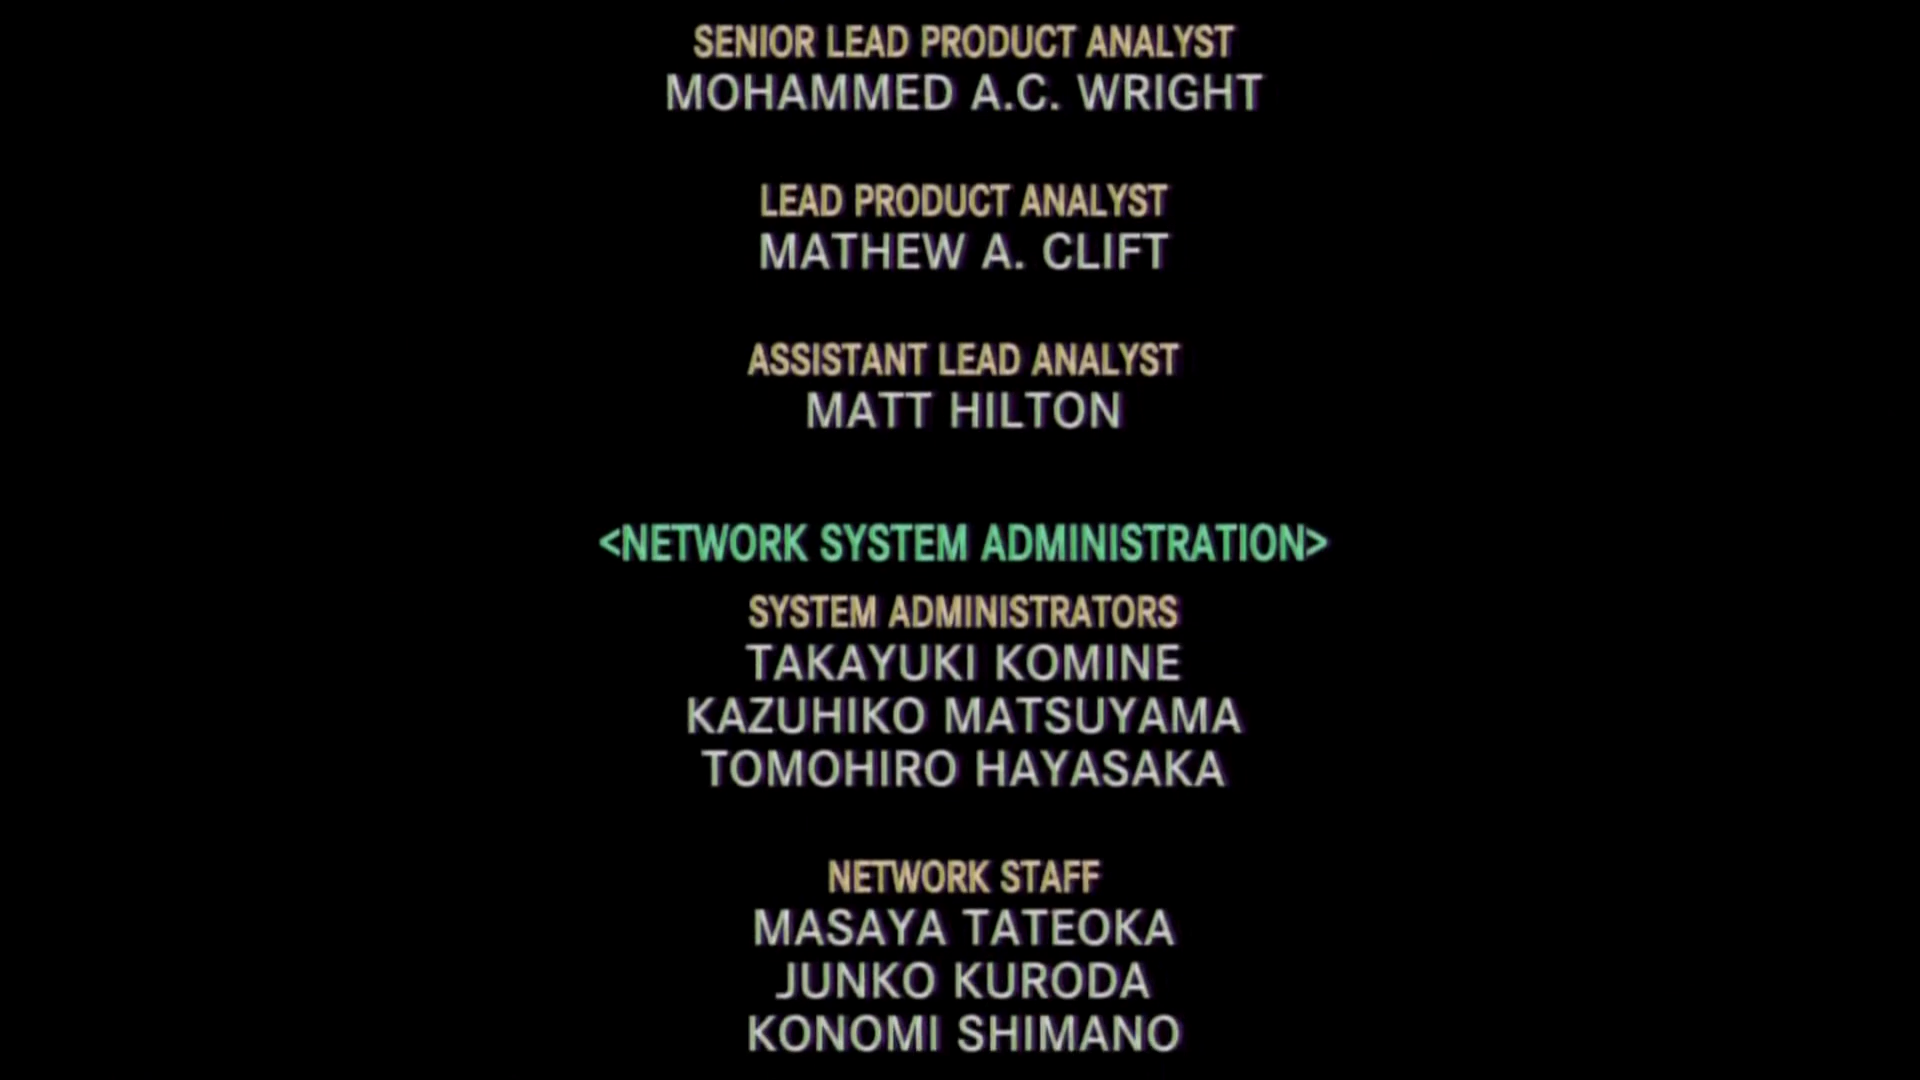 SENIOR LEAD PRODUCT ANALYST
MOHAMMED A.C. WRIGHT
LEAD PRODUCT ANALYST
MATHEW A. CLIFT
ASSISTANT LEAD ANALYST
MATT HILTON
<NETWORK SYSTEM ADMINISTRATION>
SYSTEM ADMINISTRATORS
TAKAYUKI KOMINE
KAZUHIKO MATSUYAMA
TOMOHIRO HAYASAKA
NETWORK STAFF
MASAYA TATEOKA
JUNKO KURODA
KONOMI SHIMANO